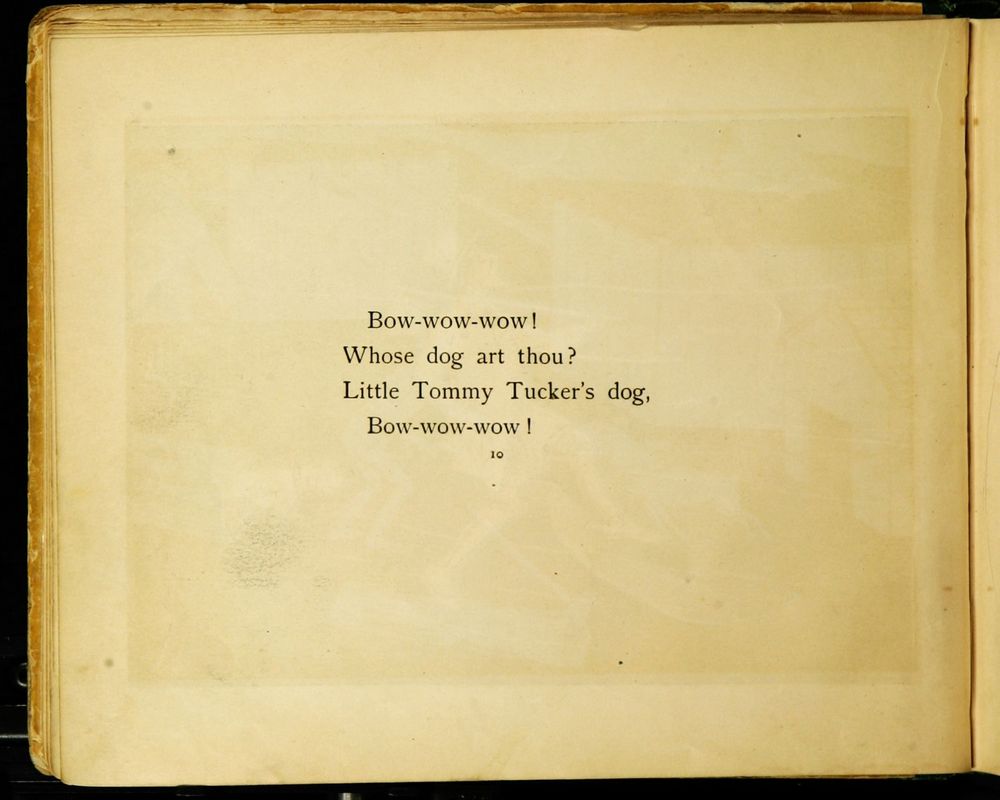 Bow-wow-wow!
Whose dog art thou?
Little Tommy Tucker's dog,
Bow-wow-wow!
10